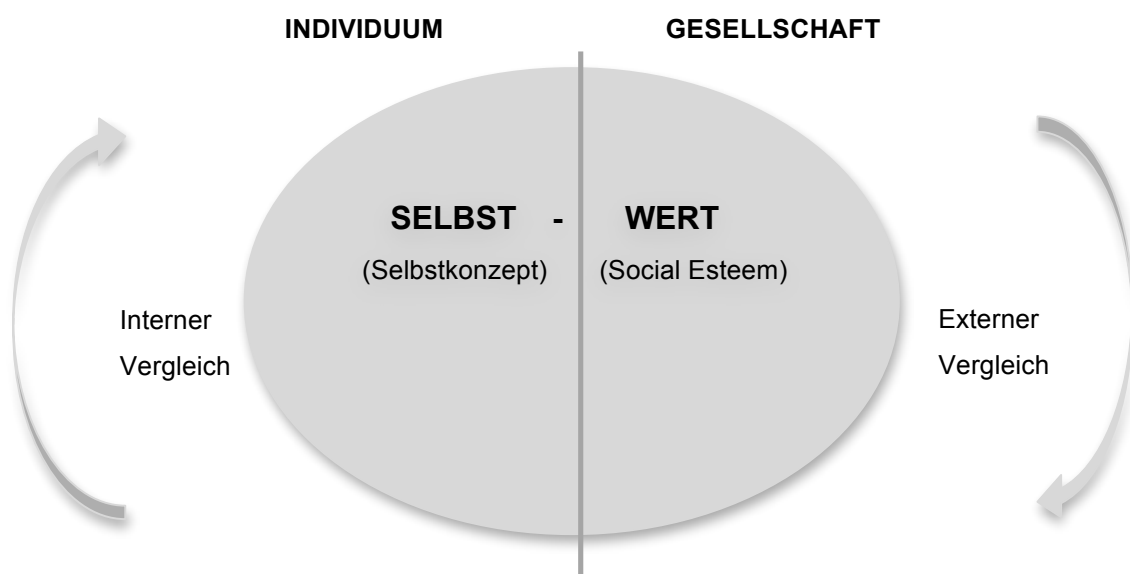 INDIVIDUUM GESELLSCHAFT
SELBST - WERT
(Selbstkonzept) (Social Esteem)
Interner
Vergleich
Externer
Vergleich